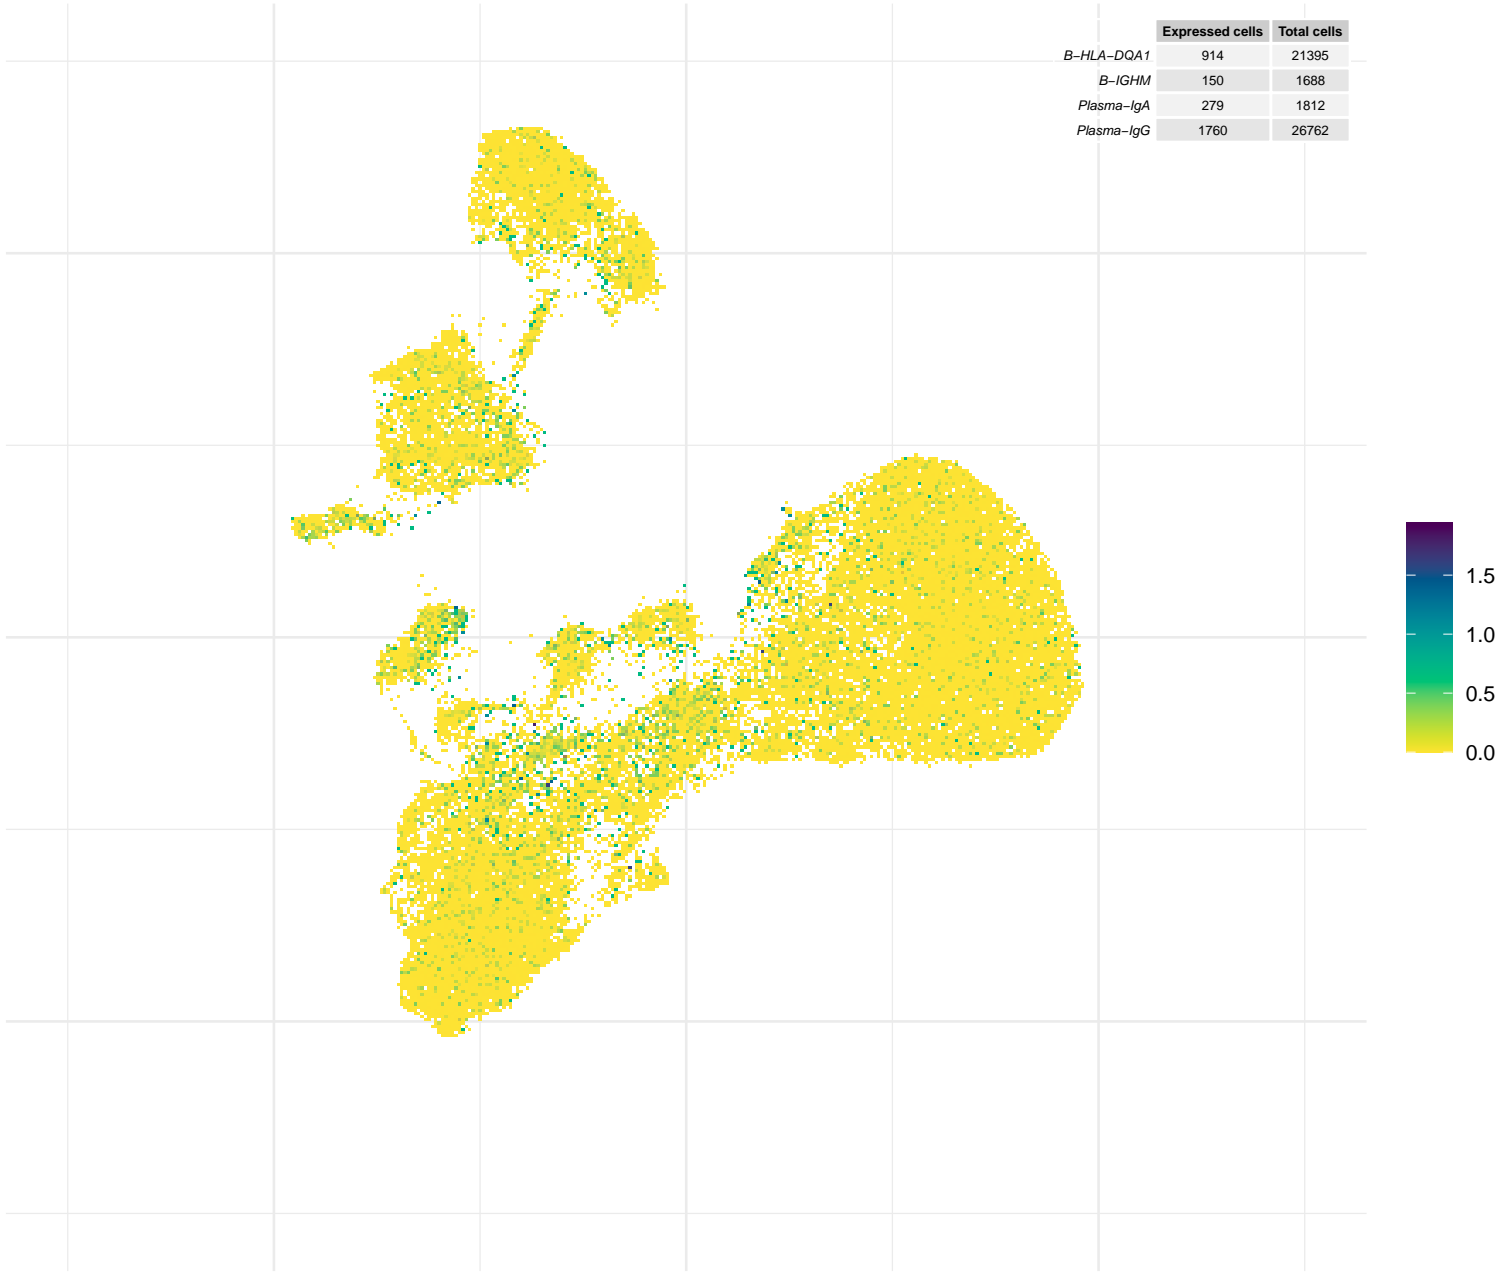 Expressed cells Total cells
B−HLA−DQA1 914 21395
B−IGHM 150 1688
Plasma−IgA 279 1812
Plasma−IgG 1760 26762
1.5
1.0
0.5
0.0